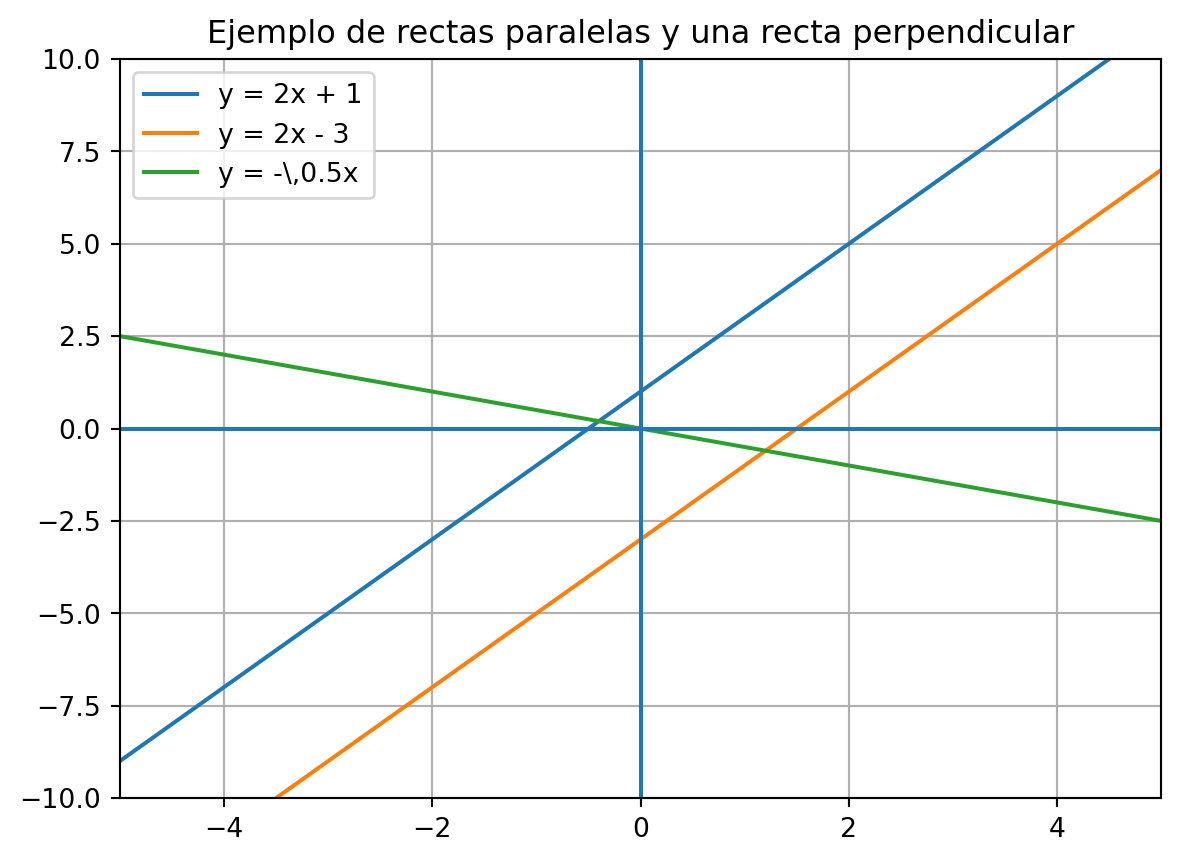 Ejemplo de rectas paralelas y una recta perpendicular
10.0
y = 2x + 1
y = 2x - 3
7.5
y = -\,0.5x
5.0
2.5
0.0
−2.5
−5.0
−7.5
−10.0
−4 −2 0 2 4